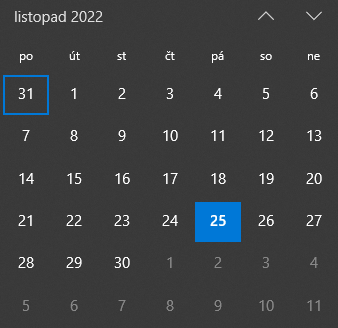 listopad 2022
po út st čt pá so ne
31 1 2 3 4 5 6
7 8 9 10 11 12 13
14 15 16 17 18 19 20
21 22 23 24 25 26 27
28 29 30 1 2 3 4
5 6 7 8 9 10 11